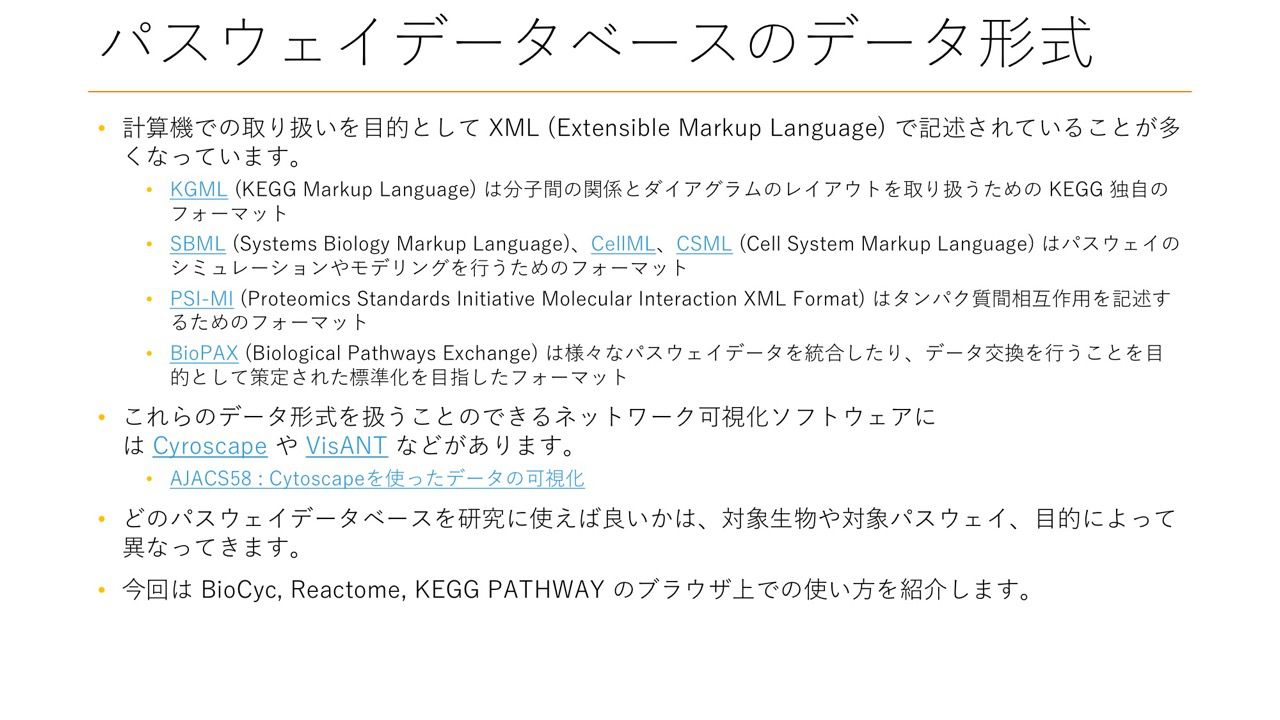 パスウェイデータベースのデータ形式
• 計算機での取り扱いを目的として XML (Extensible Markup Language) で記述されていることが多
くなっています。
• KGML (KEGG Markup Language) は分子間の関係とダイアグラムのレイアウトを取り扱うための KEGG 独自の
フォーマット
• SBML (Systems Biology Markup Language)、CellML、CSML (Cell System Markup Language) はパスウェイの
シミュレーションやモデリングを行うためのフォーマット
• PSI-MI (Proteomics Standards Initiative Molecular Interaction XML Format) はタンパク質間相互作用を記述す
るためのフォーマット
• BioPAX (Biological Pathways Exchange) は様々なパスウェイデータを統合したり、データ交換を行うことを目
的として策定された標準化を目指したフォーマット
• これらのデータ形式を扱うことのできるネットワーク可視化ソフトウェアに
は Cyroscape や VisANT などがあります。
• AJACS58 : Cytoscapeを使ったデータの可視化
• どのパスウェイデータベースを研究に使えば良いかは、対象生物や対象パスウェイ、目的によって
異なってきます。
• 今回は BioCyc, Reactome, KEGG PATHWAY のブラウザ上での使い方を紹介します。